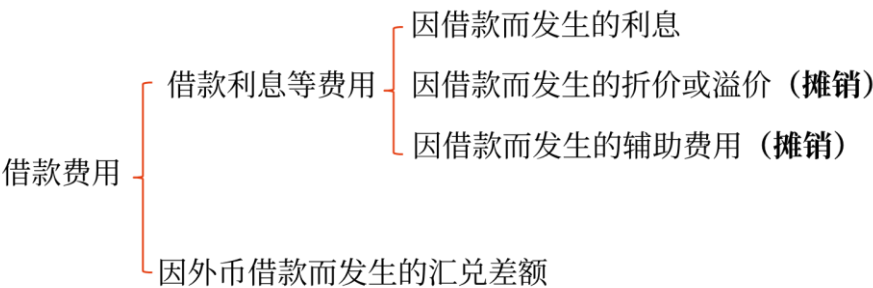 因借款而发生的利息
借款利息等费用
因借款而发生的折价或溢价（摊销）
因借款而发生的辅助费用（摊销）
借款费用
因外币借款而发生的汇兑差额